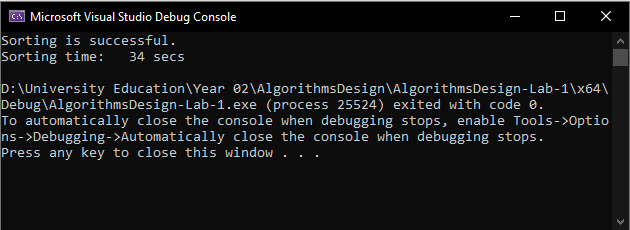 Microsoft Visual Studio Debug Console
Sorting is successful.
Sorting time:   34 secs
D:\University Education\Year 02\AlgorithmsDesign\AlgorithmsDesign-Lab-1\x64\
Debug\AlgorithmsDesign-Lab-1.exe (process 25524) exited with code 0.
To automatically close the console when debugging stops, enable Tools->Optio
ns->Debugging->Automatically close the console when debugging stops.
Press any key to close this window . . .